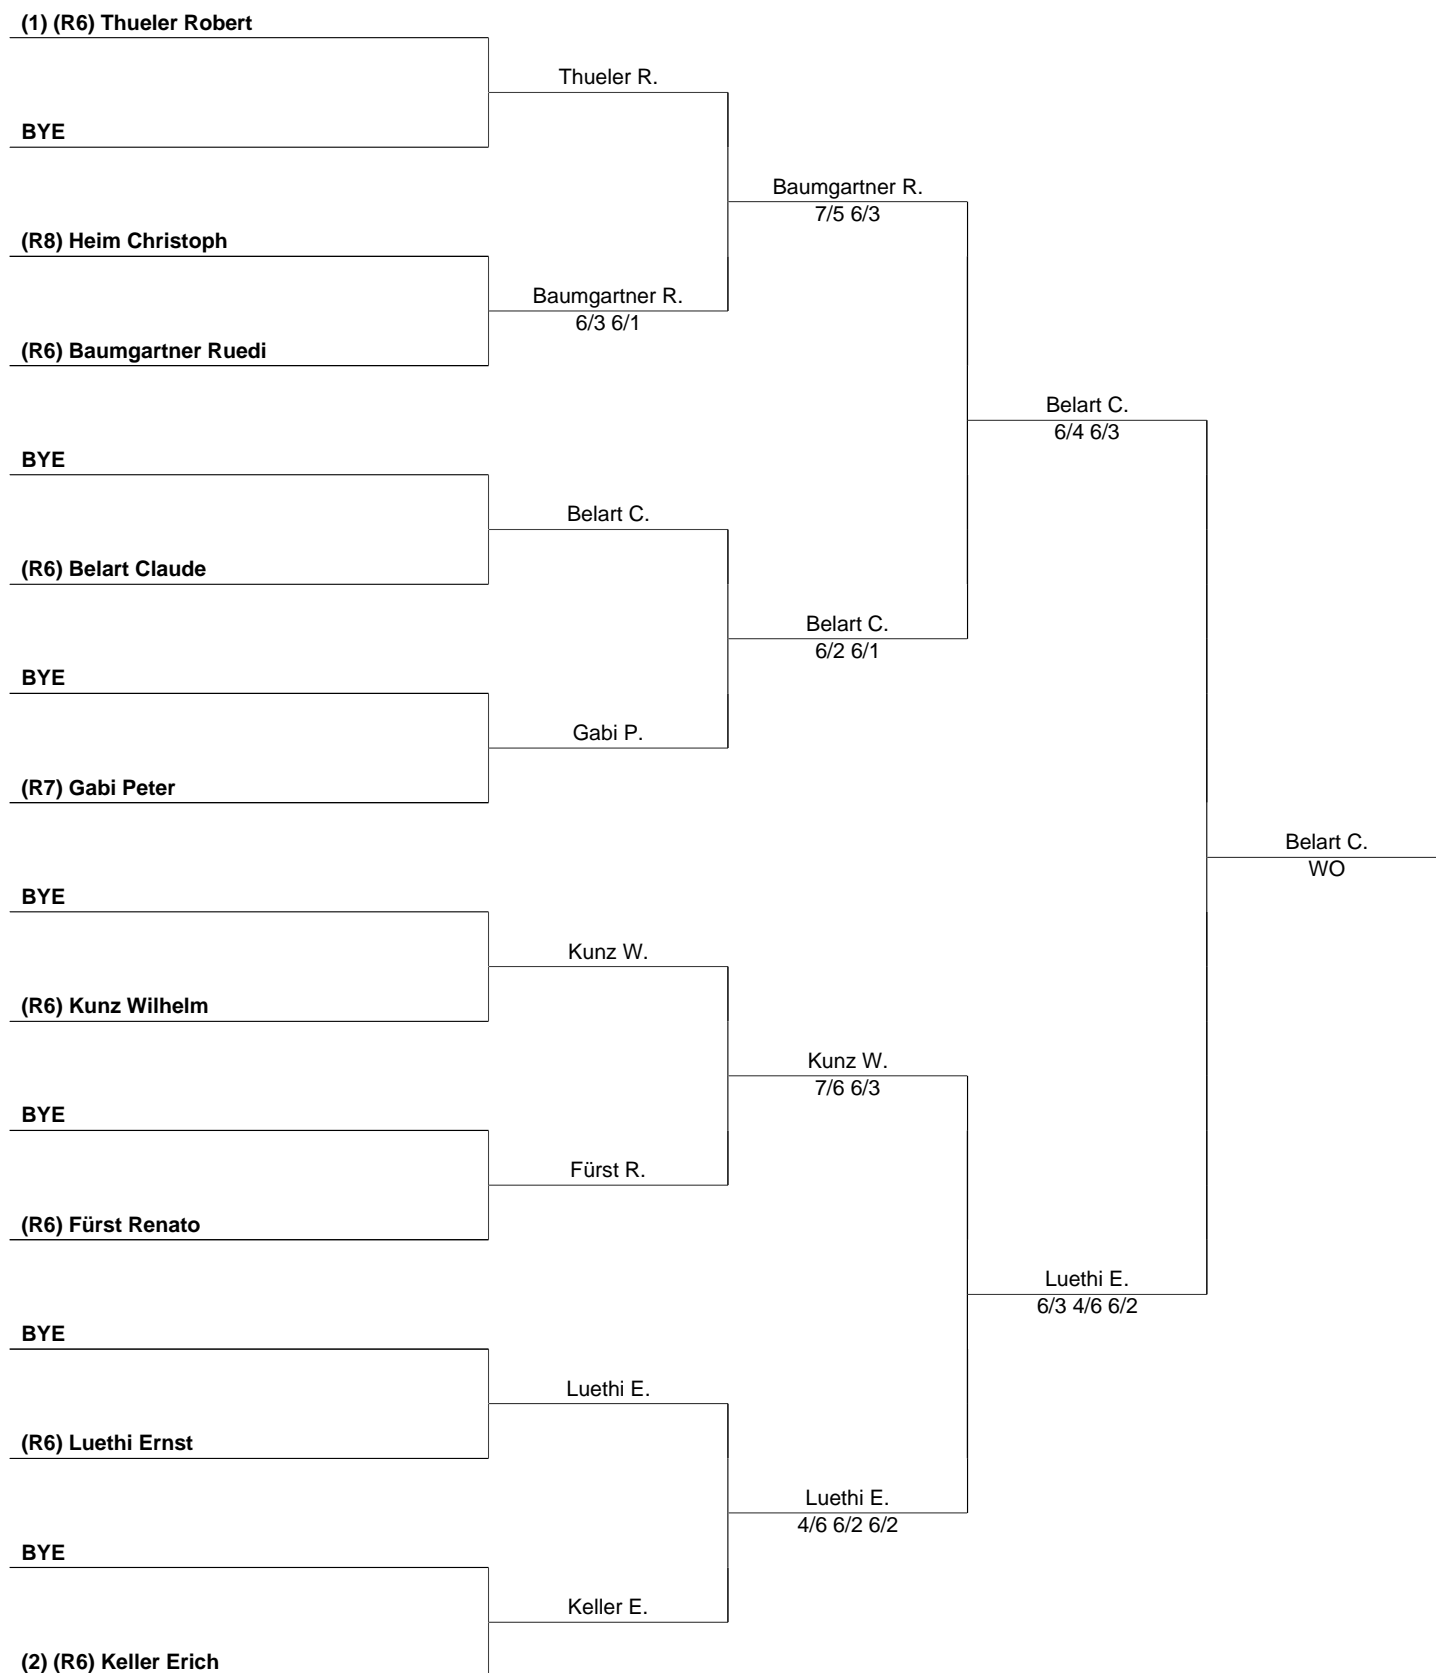 (1) (R6) Thueler Robert
Thueler R.
BYE
Baumgartner R.
7/5 6/3
(R8) Heim Christoph
Baumgartner R.
6/3 6/1
(R6) Baumgartner Ruedi
Belart C.
6/4 6/3
BYE
Belart C.
(R6) Belart Claude
Belart C.
6/2 6/1
BYE
Gabi P.
(R7) Gabi Peter
Belart C.
WO
BYE
Kunz W.
(R6) Kunz Wilhelm
Kunz W.
7/6 6/3
BYE
Fürst R.
(R6) Fürst Renato
Luethi E.
6/3 4/6 6/2
BYE
Luethi E.
(R6) Luethi Ernst
Luethi E.
4/6 6/2 6/2
BYE
Keller E.
(2) (R6) Keller Erich